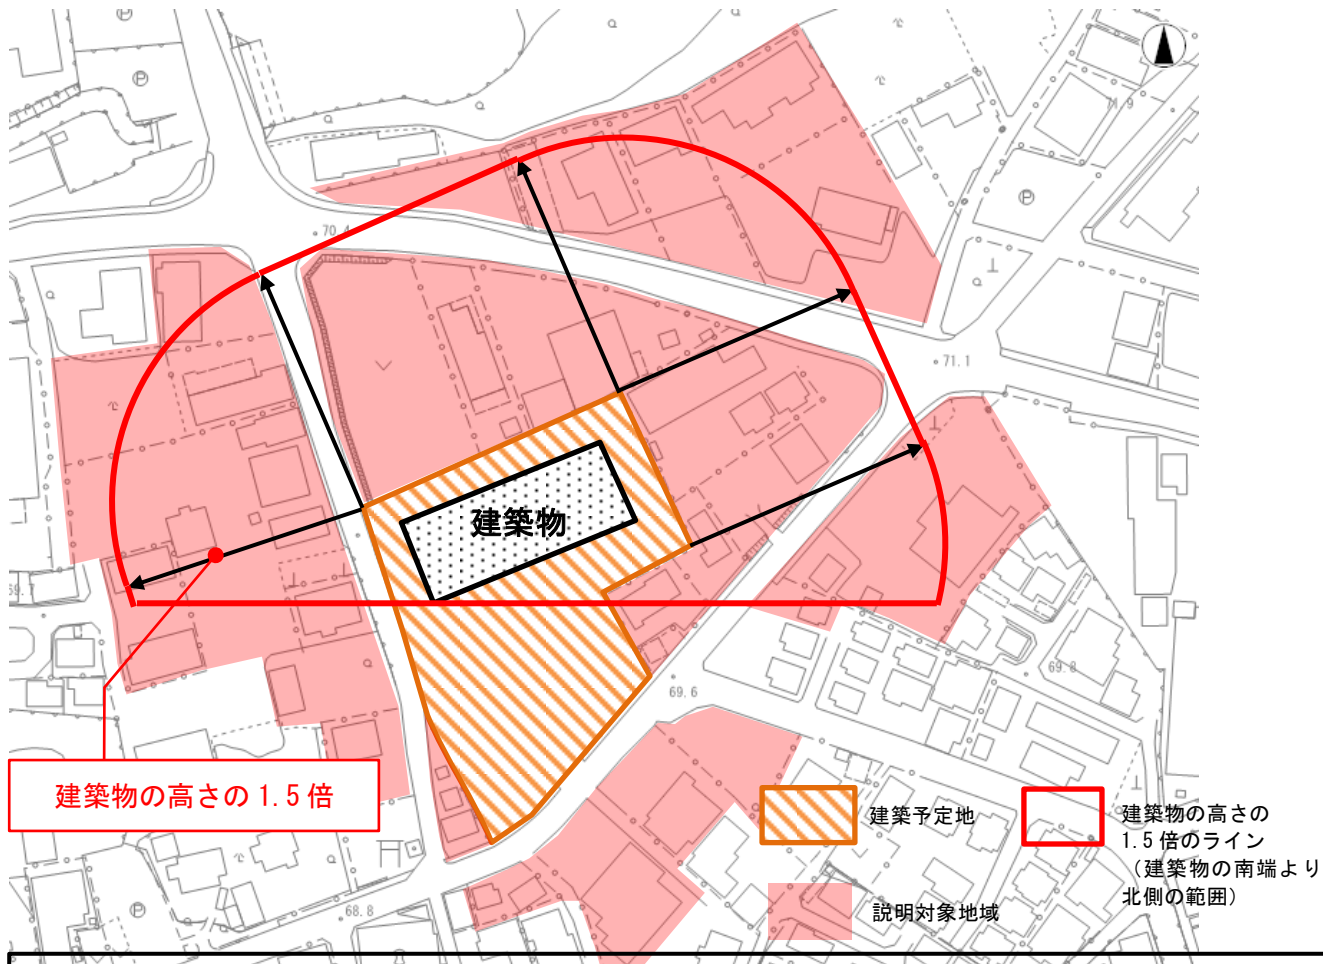 Ⓟ
Ⓟ
71.9
Ⓟ
70.4
71.1
建築物
69.8
69.6
建築物の高さの 1.5 倍
建築予定地
建築物の高さの
1.5 倍のライン
（建築物の南端より
北側の範囲）
説明対象地域
Ⓟ
68.8